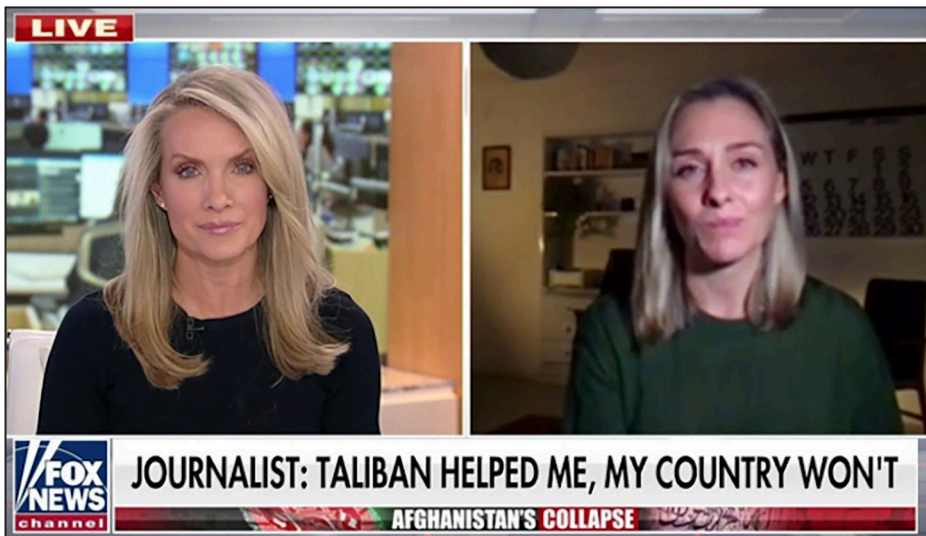 LIVE
W T F S S
FOX
NEWS
channel
JOURNALIST: TALIBAN HELPED ME, MY COUNTRY WON'T
AFGHANISTAN'S COLLAPSE